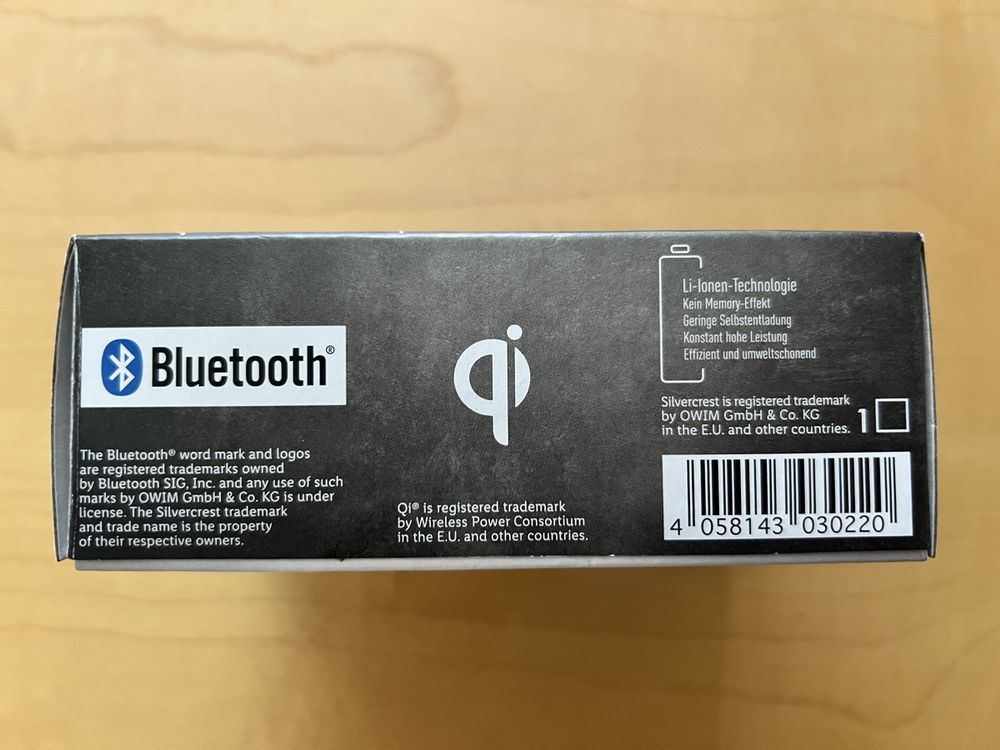 Bluetooth®
The Bluetooth® word mark and logos
are registered trademarks owned
by Bluetooth SIG, Inc. and any use of such
marks by OWIM GmbH & Co. KG is under
license. The Silvercrest trademark
and trade name is the property
of their respective owners.
qi
Qi® is registered trademark
by Wireless Power Consortium
in the E.U. and other countries.
Li-Ionen-Technologie
Kein Memory-Effekt
Geringe Selbstentladung
Konstant hohe Leistung
Effizient und umweltschonend
Silvercrest is registered trademark
by OWIM GmbH & Co. KG
in the E.U. and other countries.
1
4 058143 030220